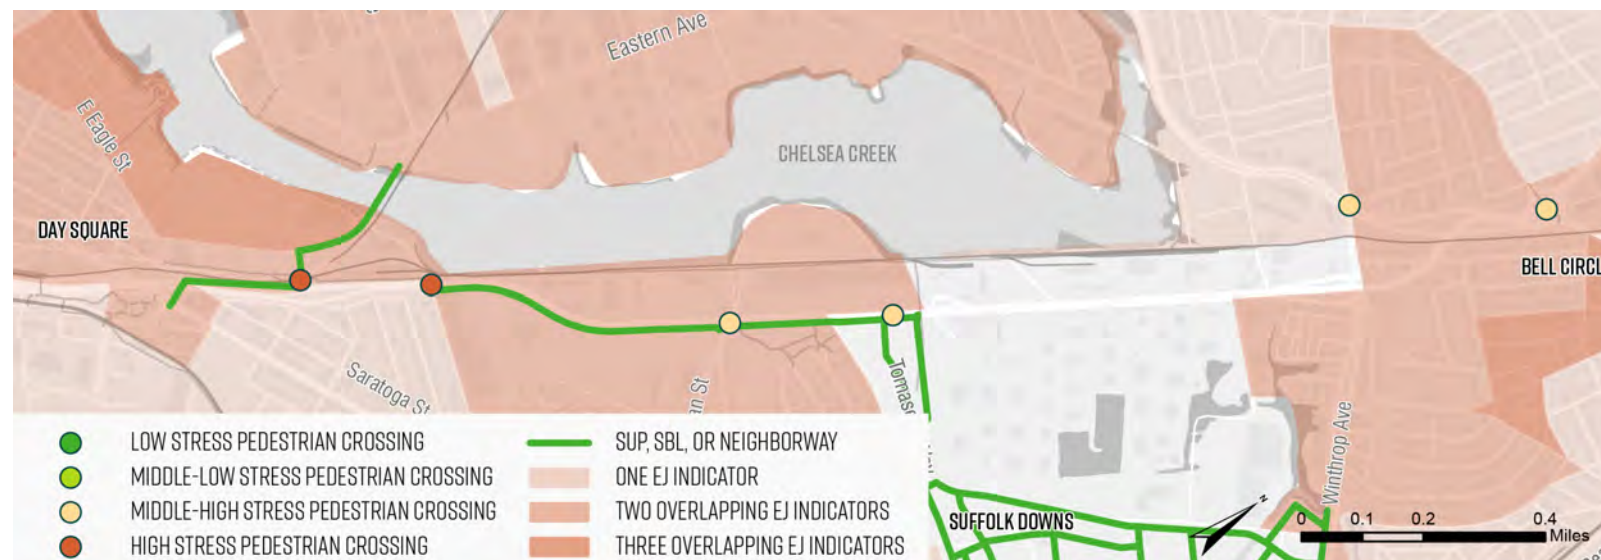 Eastern Ave
E Eagle St
CHELSEA CREEK
DAY SQUARE
BELL CIRCL
Saratoga St
an St
Tomas
Winthrop Ave
LOW STRESS PEDESTRIAN CROSSING
MIDDLE-LOW STRESS PEDESTRIAN CROSSING
MIDDLE-HIGH STRESS PEDESTRIAN CROSSING
HIGH STRESS PEDESTRIAN CROSSING
SUP, SBL, OR NEIGHBORWAY
ONE EJ INDICATOR
TWO OVERLAPPING EJ INDICATORS
THREE OVERLAPPING EJ INDICATORS
SUFFOLK DOWNS
N
0 0.1 0.2 0.4
Miles